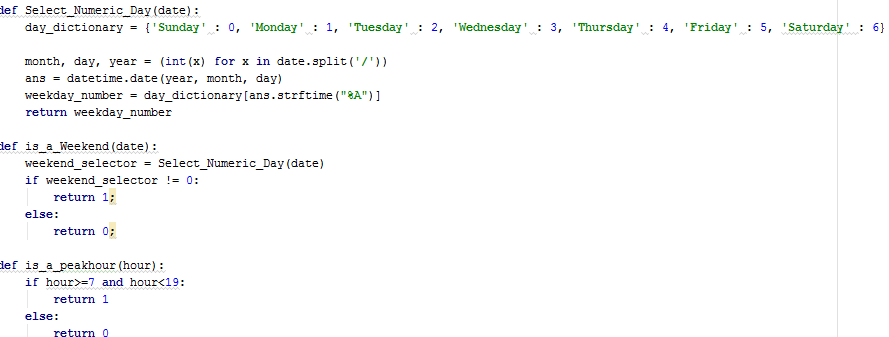 def Select_Numeric_Day(date):
day_dictionary = {'Sunday' : 0, 'Monday' : 1, 'Tuesday' : 2, 'Wednesday' : 3, 'Thursday' : 4, 'Friday' : 5, 'Saturday' : 6}
month, day, year = (int(x) for x in date.split('/'))
ans = datetime.date(year, month, day)
weekday_number = day_dictionary[ans.strftime("%A")]
return weekday_number
def is_a_Weekend(date):
weekend_selector = Select_Numeric_Day(date)
if weekend_selector != 0:
return 1;
else:
return 0;
def is_a_peakhour(hour):
if hour>=7 and hour<19:
return 1
else:
return 0